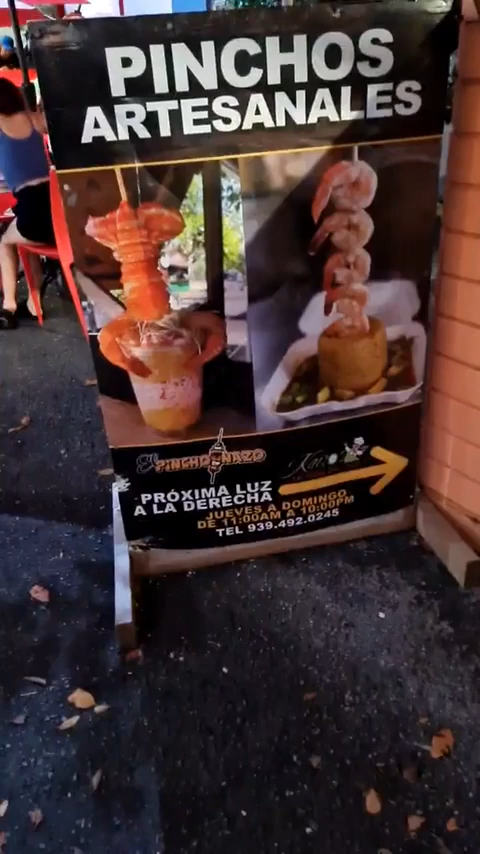 PINCHOS
ARTESANALES
El PINCHONAZO
PRÓXIMA LUZ
A LA DERECHA
JUEVES A DOMINGO
DE 11:00AM A 10:00PM
TEL 939.492.0245